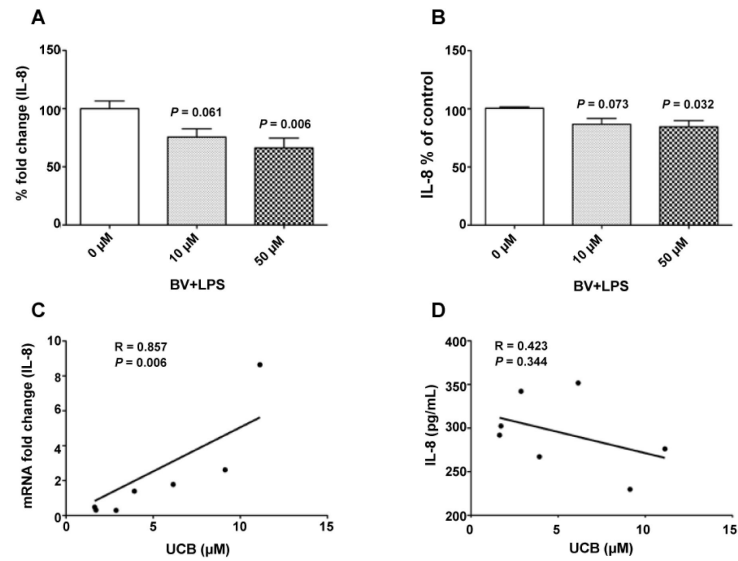 A
% fold change (IL-8)
150
100
50
0
P = 0.061
P = 0.006
0 µM
10 µM
50 µM
BV+LPS
B
IL-8 % of control
150
100
50
0
P = 0.073
P = 0.032
0 µM
10 µM
50 µM
BV+LPS
C
mRNA fold change (IL-8)
10
8
6
4
2
0
R = 0.857
P = 0.006
0
5
10
15
UCB (µM)
D
IL-8 (pg/mL)
400
350
300
250
200
R = 0.423
P = 0.344
0
5
10
15
UCB (µM)